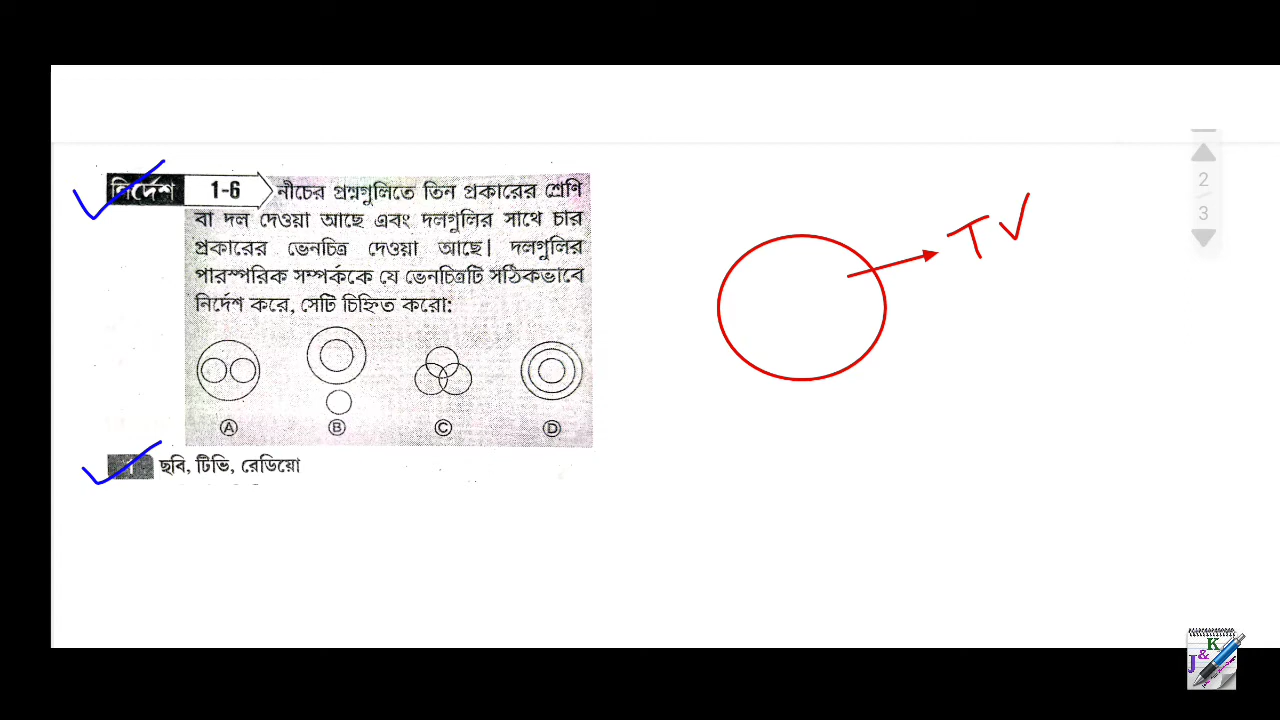 নির্দেশ 1-6 নীচের প্রশ্নগুলিতে তিন প্রকারের শ্রেণি
বা দল দেওয়া আছে এবং দলগুলির সাথে চার
প্রকারের ভেনচিত্র দেওয়া আছে। দলগুলির
পারস্পরিক সম্পর্ককে যে ভেনচিত্রটি সঠিকভাবে
নির্দেশ করে, সেটি চিহ্নিত করো:
A B C D
1 ছবি, টিভি, রেডিয়ো
TV
2
3
J&K